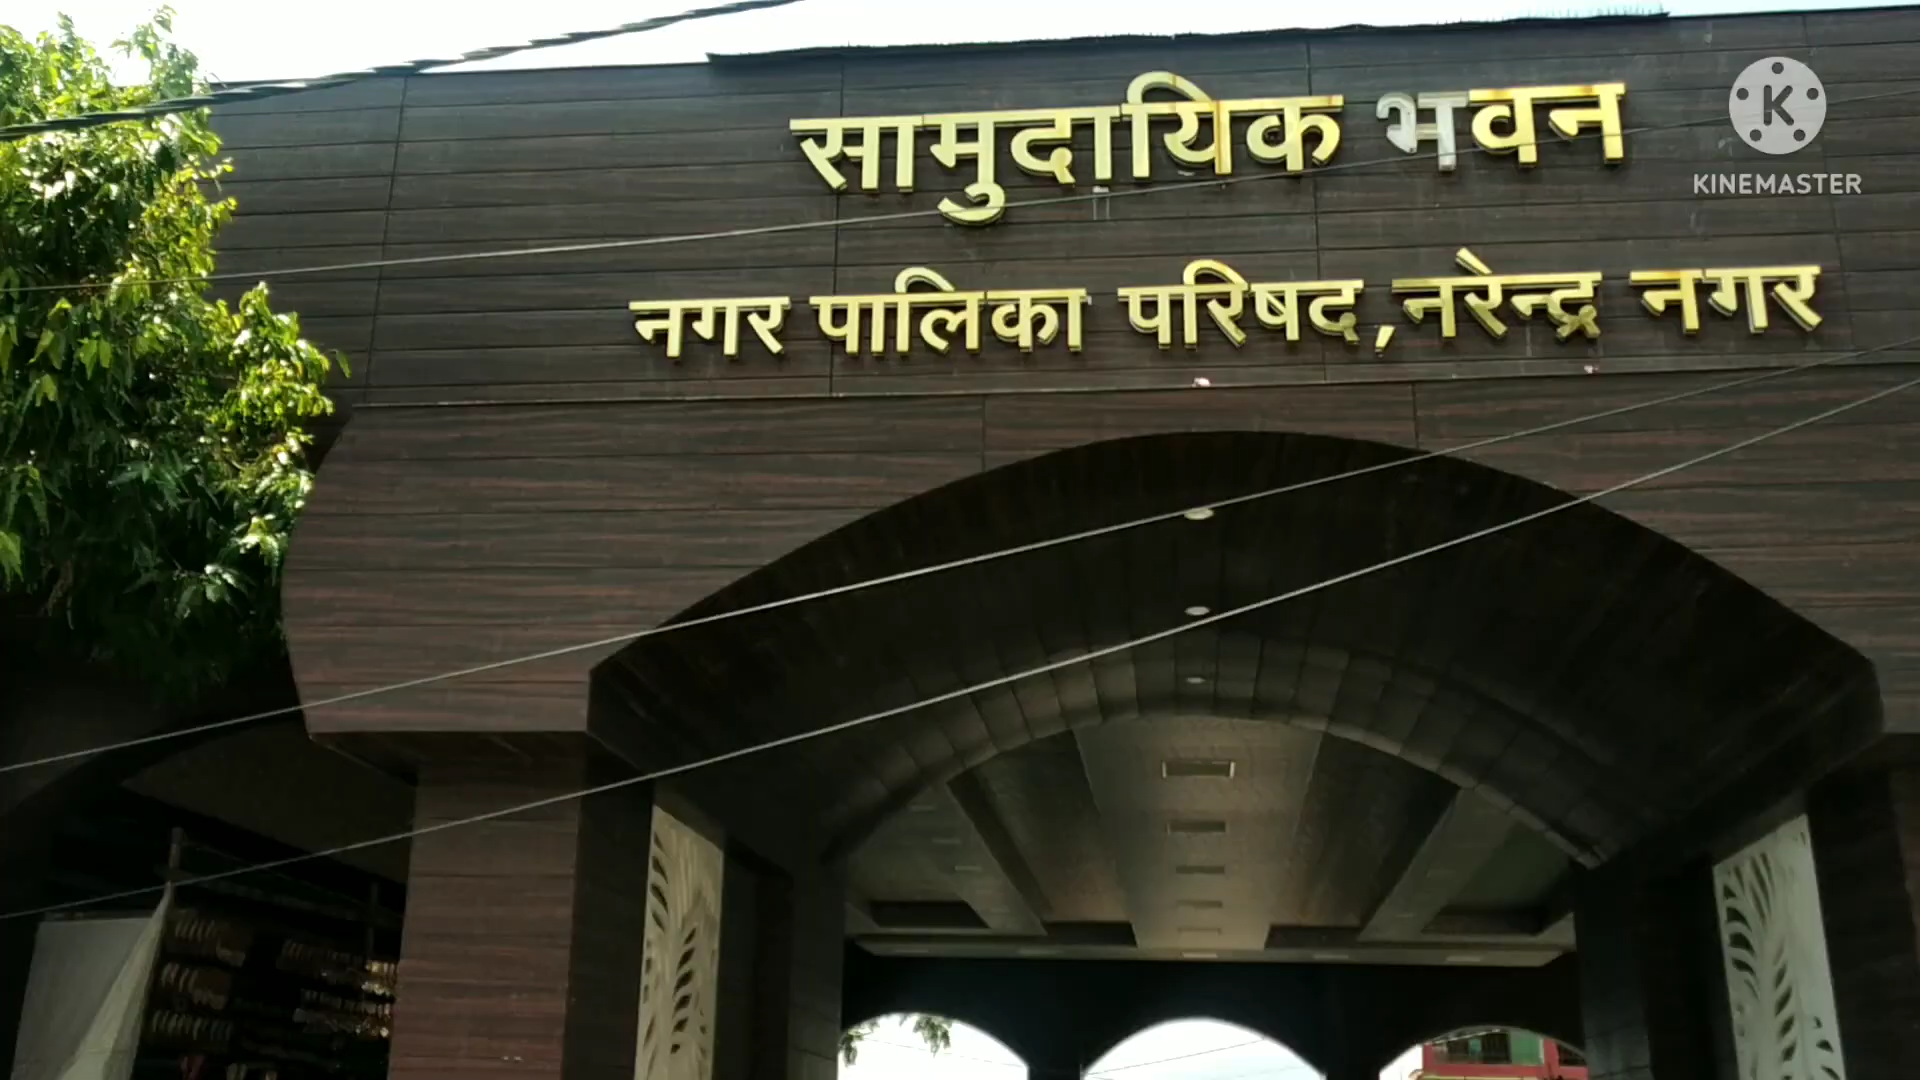 सामुदायिक भवन
नगर पालिका परिषद, नरेन्द्र नगर
K
KINEMASTER